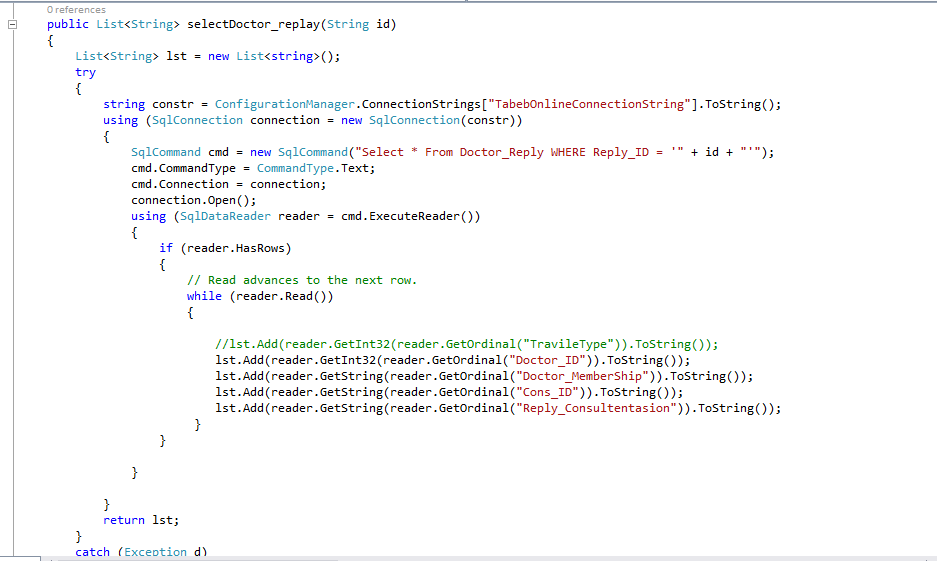 0 references
public List<String> selectDoctor_replay(String id)
{
List<String> lst = new List<string>();
try
{
string constr = ConfigurationManager.ConnectionStrings["TabebOnlineConnectionString"].ToString();
using (SqlConnection connection = new SqlConnection(constr))
{
SqlCommand cmd = new SqlCommand("Select * From Doctor_Reply WHERE Reply_ID = '" + id + "'");
cmd.CommandType = CommandType.Text;
cmd.Connection = connection;
connection.Open();
using (SqlDataReader reader = cmd.ExecuteReader())
{
if (reader.HasRows)
{
// Read advances to the next row.
while (reader.Read())
{
//lst.Add(reader.GetInt32(reader.GetOrdinal("TravileType")).ToString());
lst.Add(reader.GetInt32(reader.GetOrdinal("Doctor_ID")).ToString());
lst.Add(reader.GetString(reader.GetOrdinal("Doctor_MemberShip")).ToString());
lst.Add(reader.GetString(reader.GetOrdinal("Cons_ID")).ToString());
lst.Add(reader.GetString(reader.GetOrdinal("Reply_Consultentasion")).ToString());
}
}
}
}
return lst;
}
catch (Exception d)